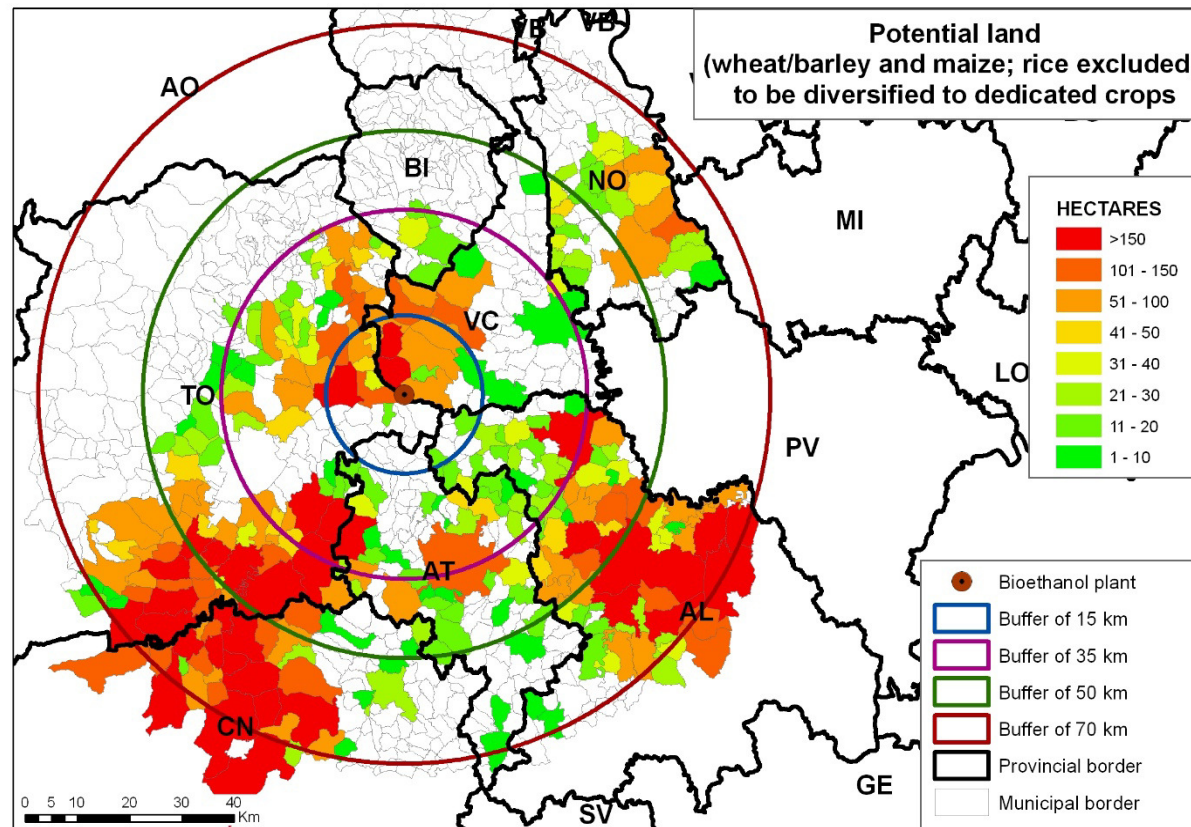 VB
VB
Potential land
(wheat/barley and maize; rice excluded
to be diversified to dedicated crops
AO
BI
NO
MI
HECTARES
>150
101 - 150
51 - 100
41 - 50
31 - 40
21 - 30
11 - 20
1 - 10
VC
TO
LO
PV
AT
AL
CN
GE
SV
Bioethanol plant
Buffer of 15 km
Buffer of 35 km
Buffer of 50 km
Buffer of 70 km
Provincial border
Municipal border
0 5 10 20 30 40
Km